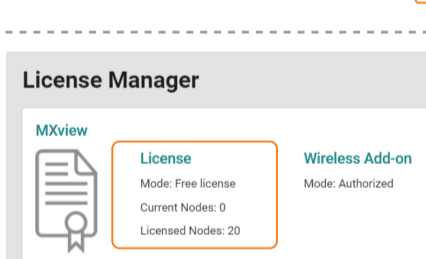 License Manager
MXview
License
Wireless Add-on
Mode: Free license
Mode: Authorized
Current Nodes: 0
Licensed Nodes: 20